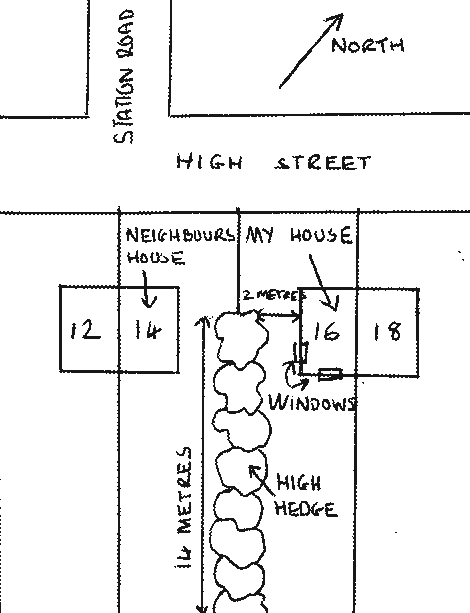 STATION ROAD
NORTH
HIGH STREET
NEIGHBOURS
HOUSE
MY HOUSE
2 METRES
12
14
16
18
WINDOWS
14 METRES
HIGH
HEDGE